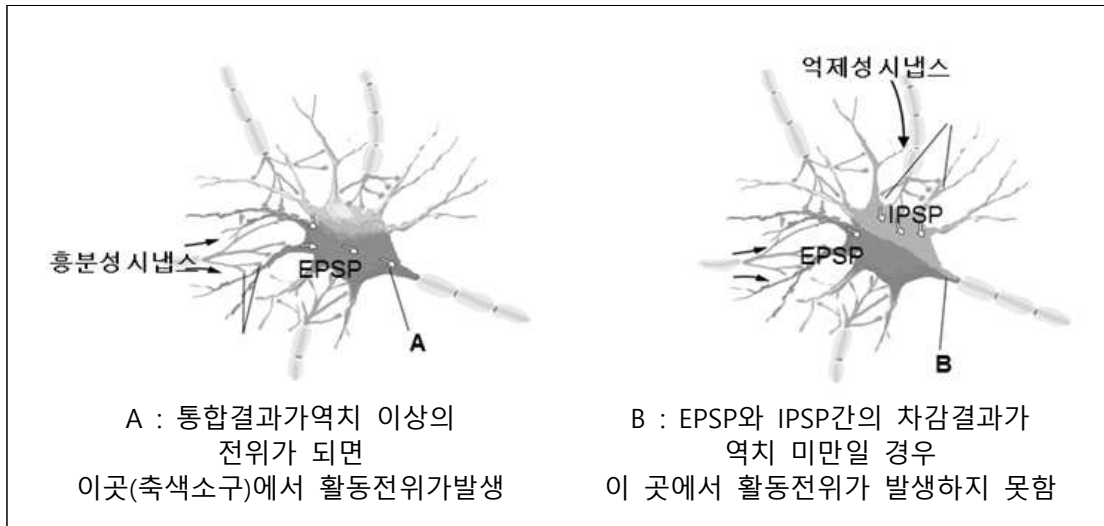 억제성 시냅스
IPSP
EPSP
흥분성 시냅스
EPSP
A
B
A : 통합결과가역치 이상의
전위가 되면
이곳(축색소구)에서 활동전위가발생
B : EPSP와 IPSP간의 차감결과가
역치 미만일 경우
이 곳에서 활동전위가 발생하지 못함